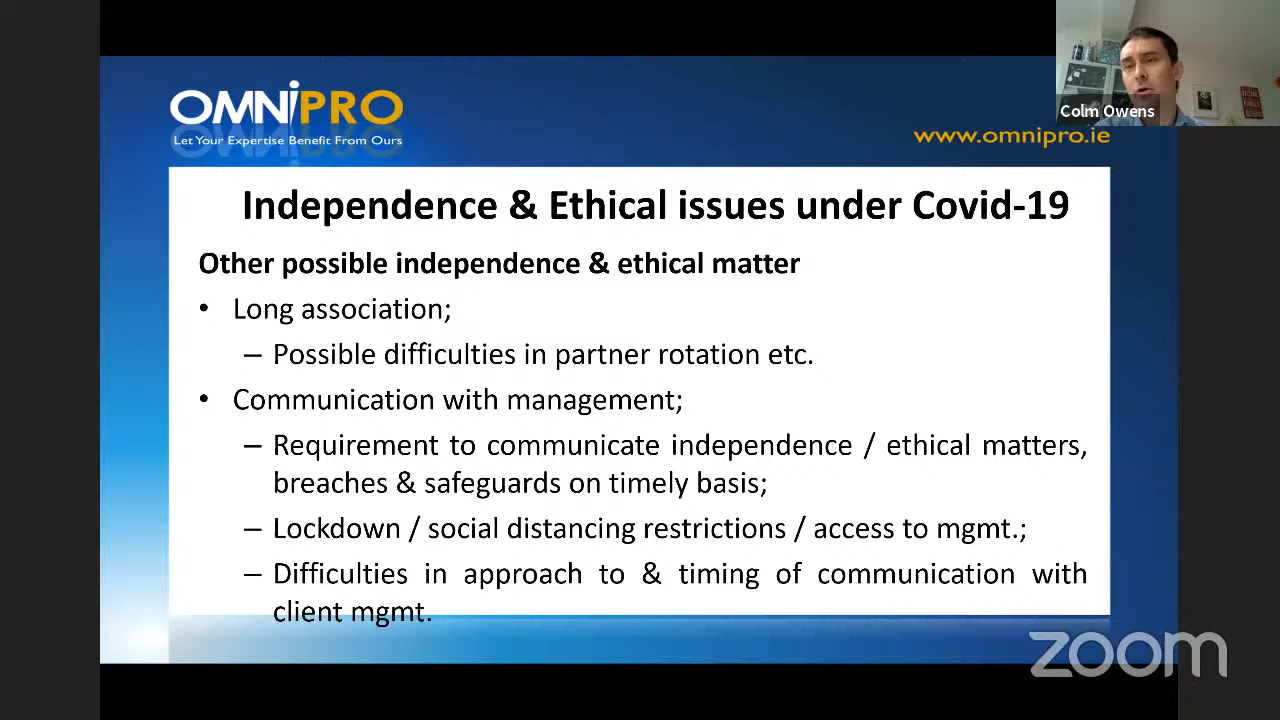 OMNIPRO
Let Your Expertise Benefit From Ours
Colm Owens
www.omnipro.ie
Independence & Ethical issues under Covid-19
Other possible independence & ethical matter
• Long association;
– Possible difficulties in partner rotation etc.
• Communication with management;
– Requirement to communicate independence / ethical matters,
breaches & safeguards on timely basis;
– Lockdown / social distancing restrictions / access to mgmt.;
– Difficulties in approach to & timing of communication with
client mgmt.
zoom